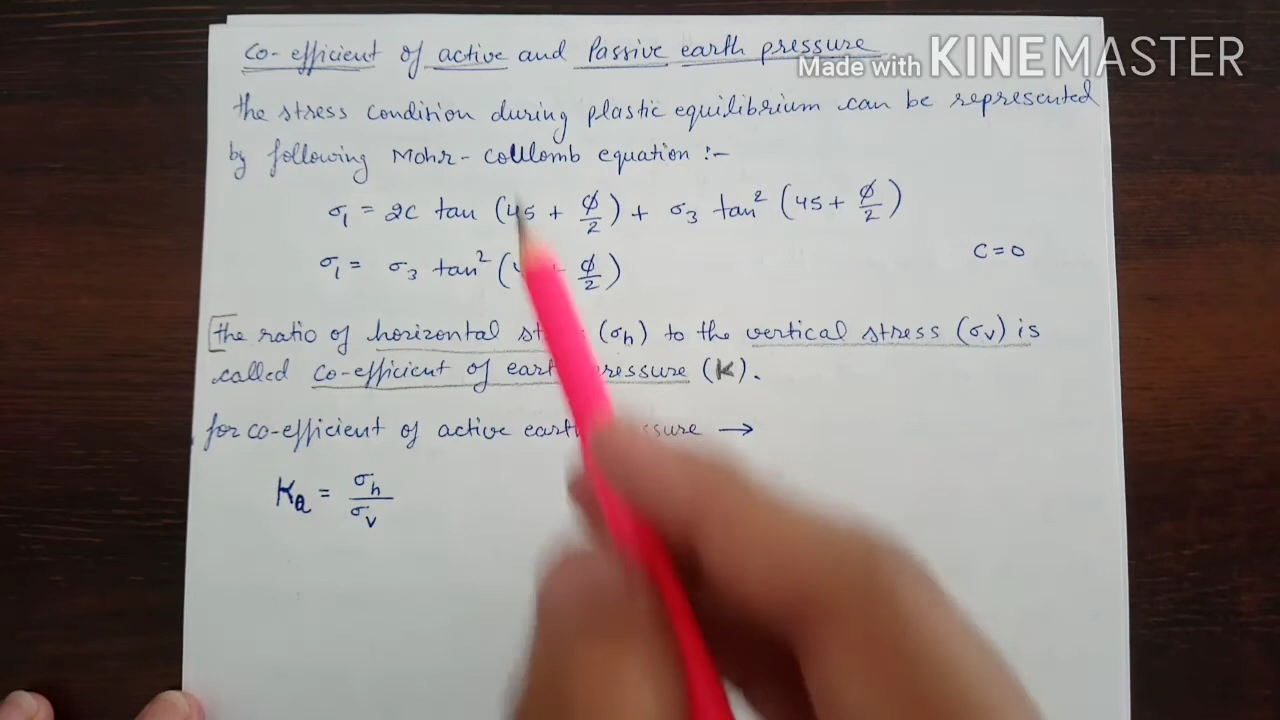 Co-efficient of active and Passive earth pressure
Made with KINEMASTER
the stress condition during plastic equilibrium can be represented
by following Mohr-Coulomb equation :-
σ₁ = 2c tan (45 + φ/2) + σ₃ tan² (45 + φ/2)
σ₁ = σ₃ tan² ( φ/2)
C = 0
[the ratio of horizontal (σh) to the vertical stress (σv) is
called co-efficient of (K).
for co-efficient of active →
Ka = σh/σv